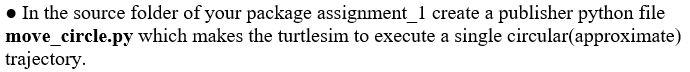 ● In the source folder of your package assignment_1 create a publisher python file
move_circle.py which makes the turtlesim to execute a single circular(approximate)
trajectory.